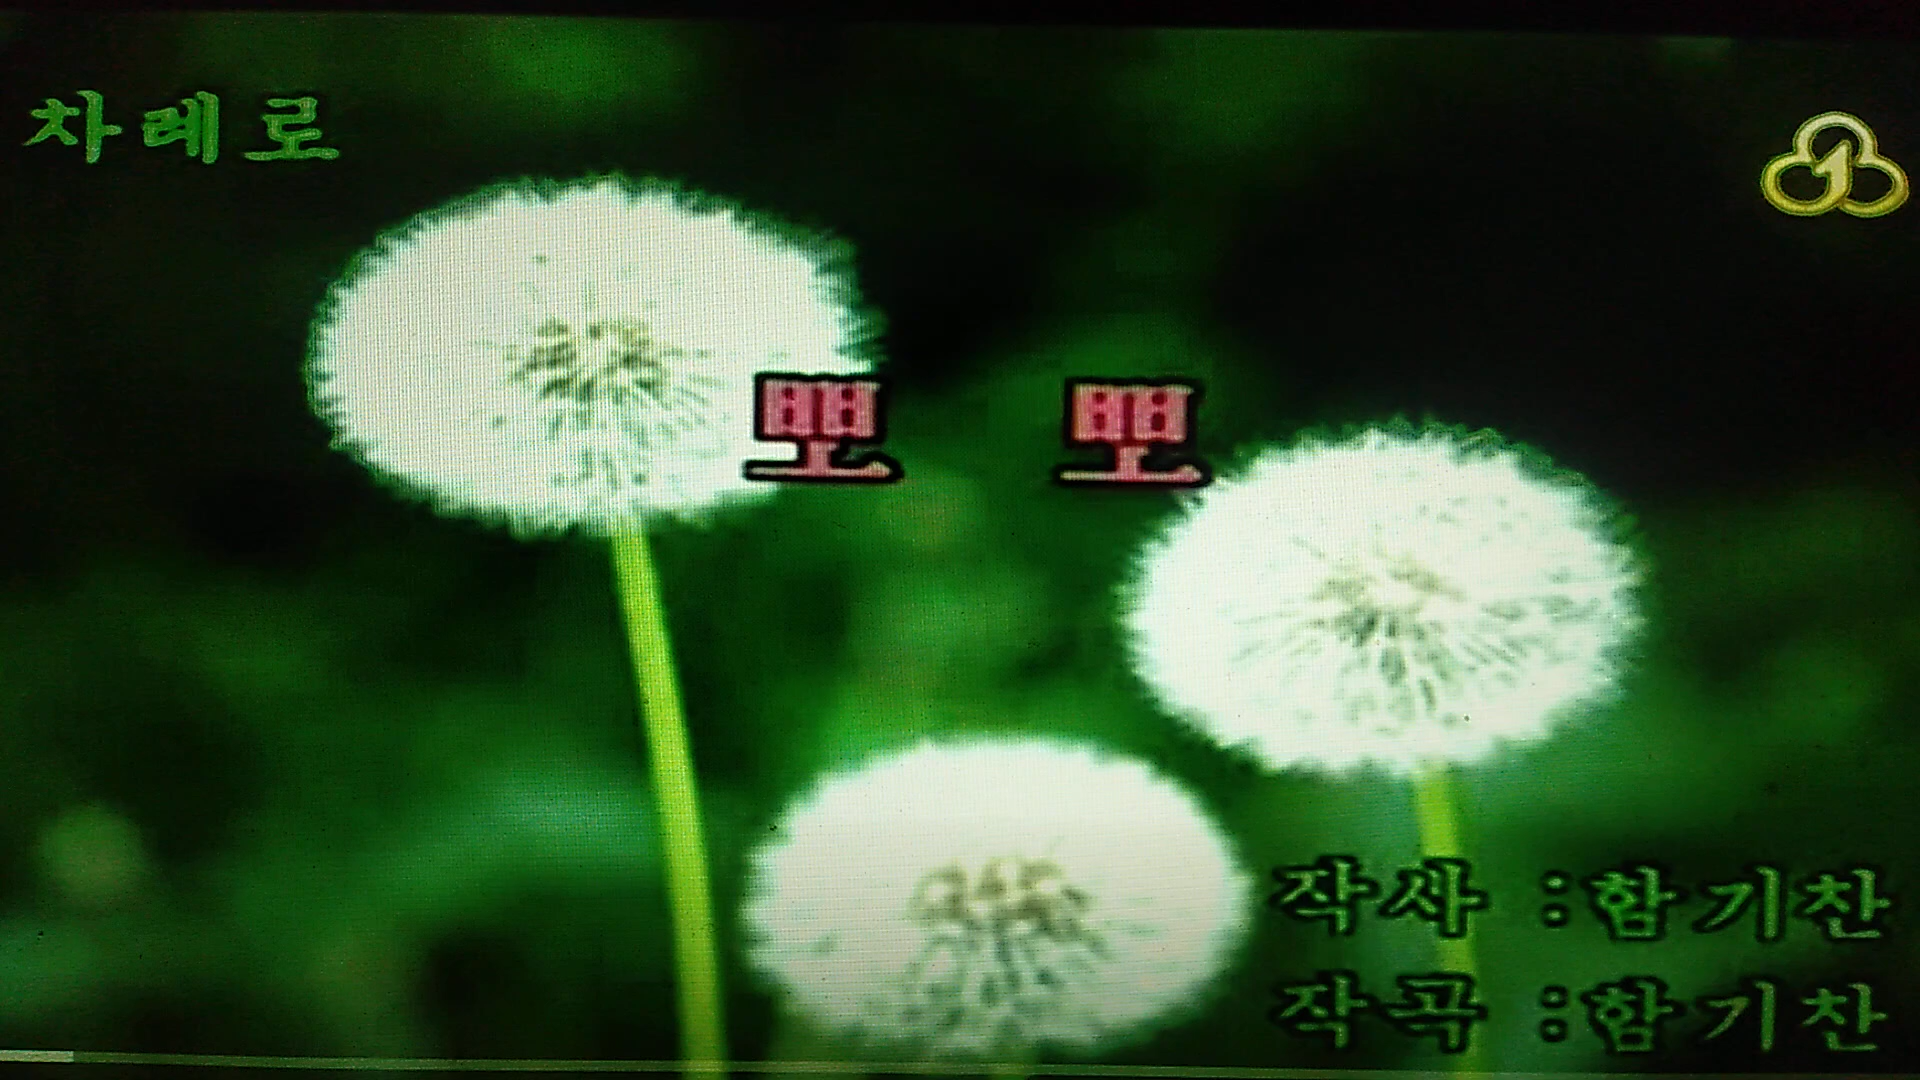 차례로
뽀 뽀
작사 :함기찬
작곡 :함기찬